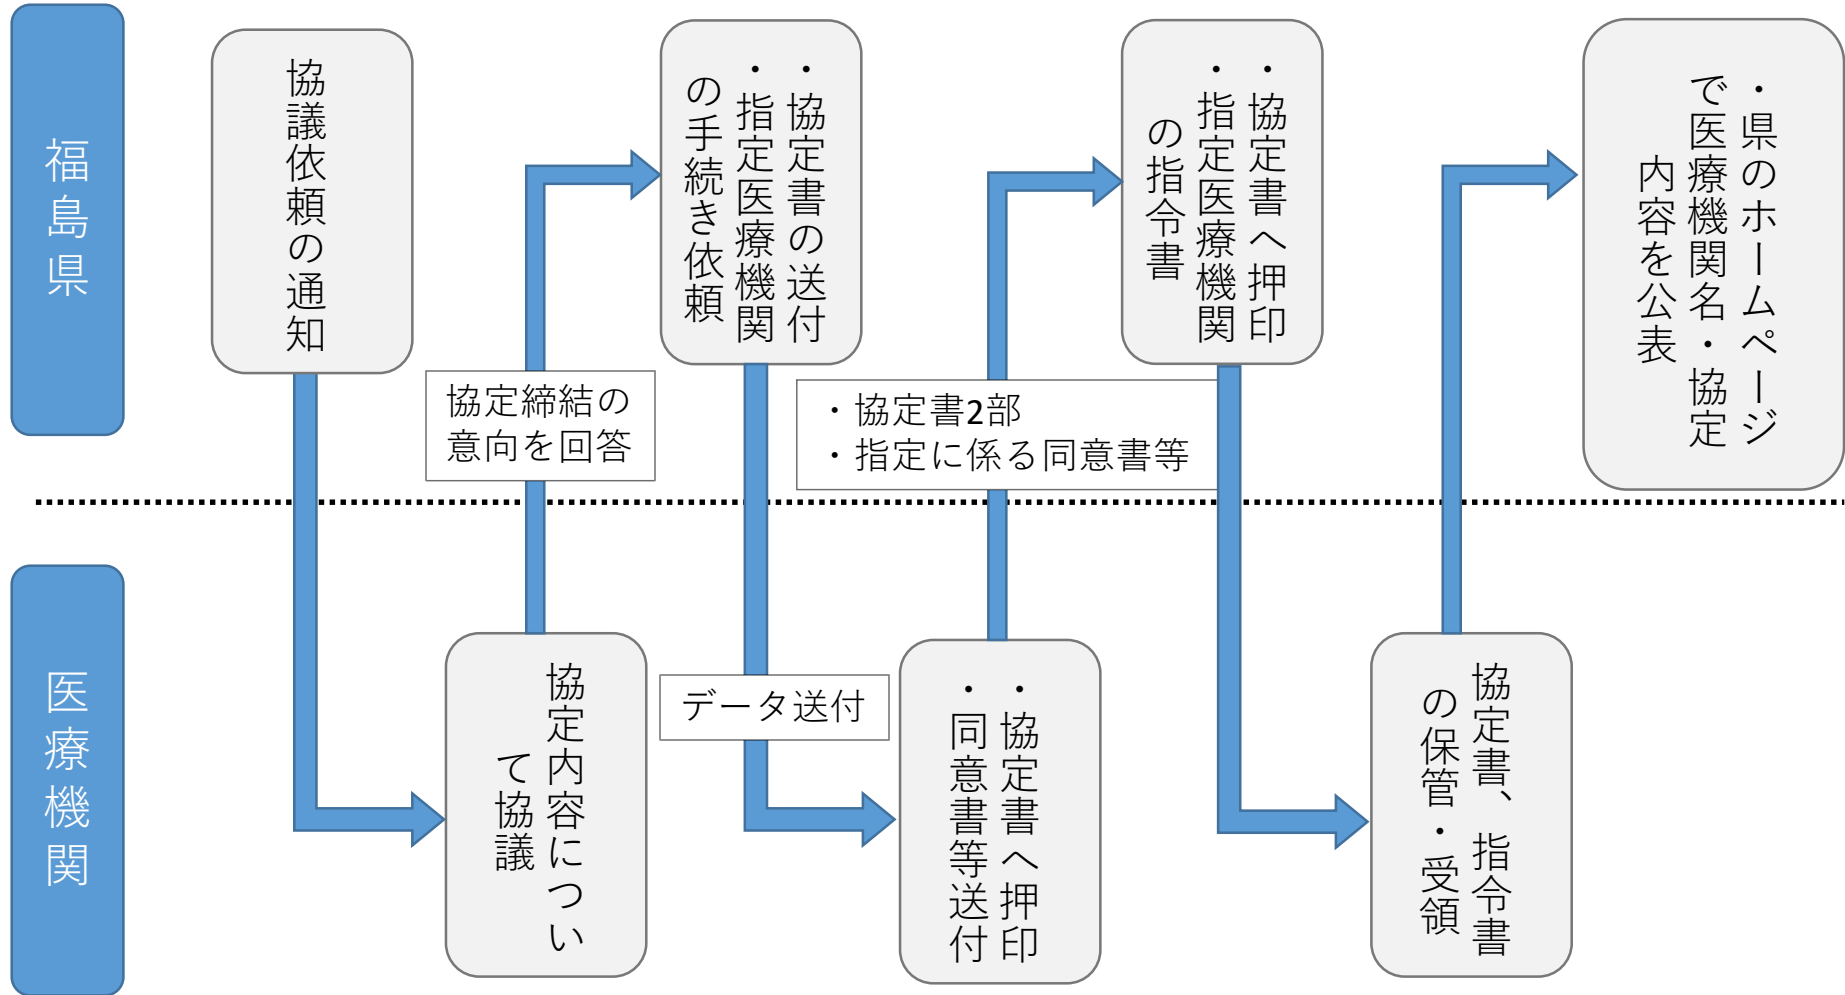 福島県
協議依頼の通知
・協定書の送付
・指定医療機関
の手続き依頼
・協定書へ押印
・指定医療機関
の指令書
・県のホームページ
で医療機関名・協定
内容を公表
協定締結の
意向を回答
・協定書2部
・指定に係る同意書等
医療機関
協定内容につい
て協議
データ送付
・協定書へ押印
・同意書等送付
協定書、指令書
の保管・受領